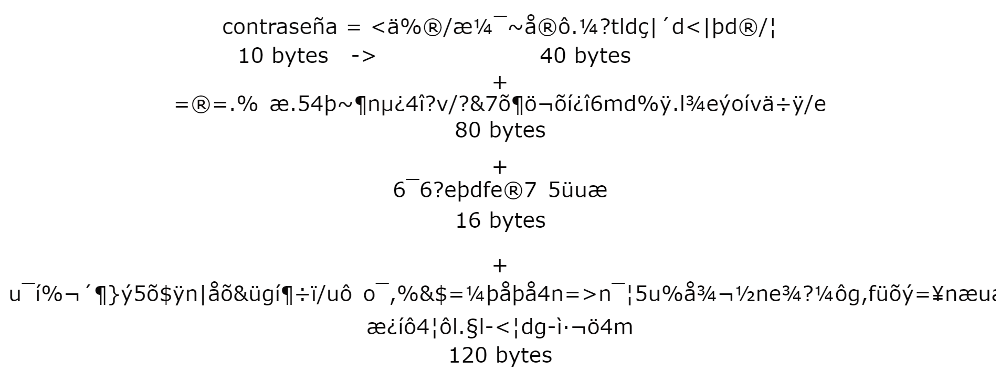 contraseña = <ä%®/æ¼¯~å®ô.¼?tldç|´d<|þd®/¦
10 bytes -> 40 bytes
+
=®=.% æ.54þ~¶nµ¿4î?v/?&7õ¶ö¬õí¿î6md%ÿ.l¾eýoívä÷ÿ/e
80 bytes
+
6¯6?eþdfe®7 5üuæ
16 bytes
+
u¯í%¬´¶}ý5õ$ÿn|åõ&ügí¶÷ï/uô o¯,%&$=¼þåþå4n=>n¯¦5u%å¾¬½ne¾?¼ôg,füõý=¥næu
æ¿íô4¦ôl.§l-<¦dg-ì·¬ö4m
120 bytes